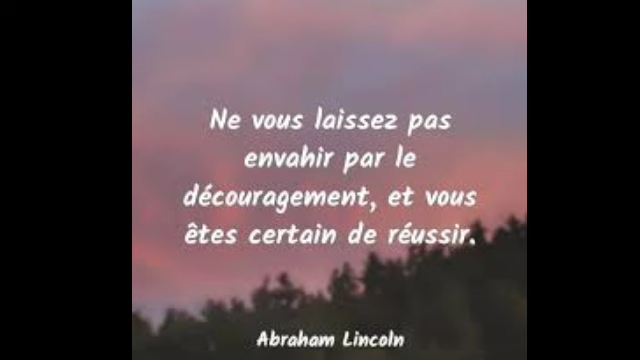 Ne vous laissez pas
envahir par le
découragement, et vous
êtes certain de réussir.
Abraham Lincoln